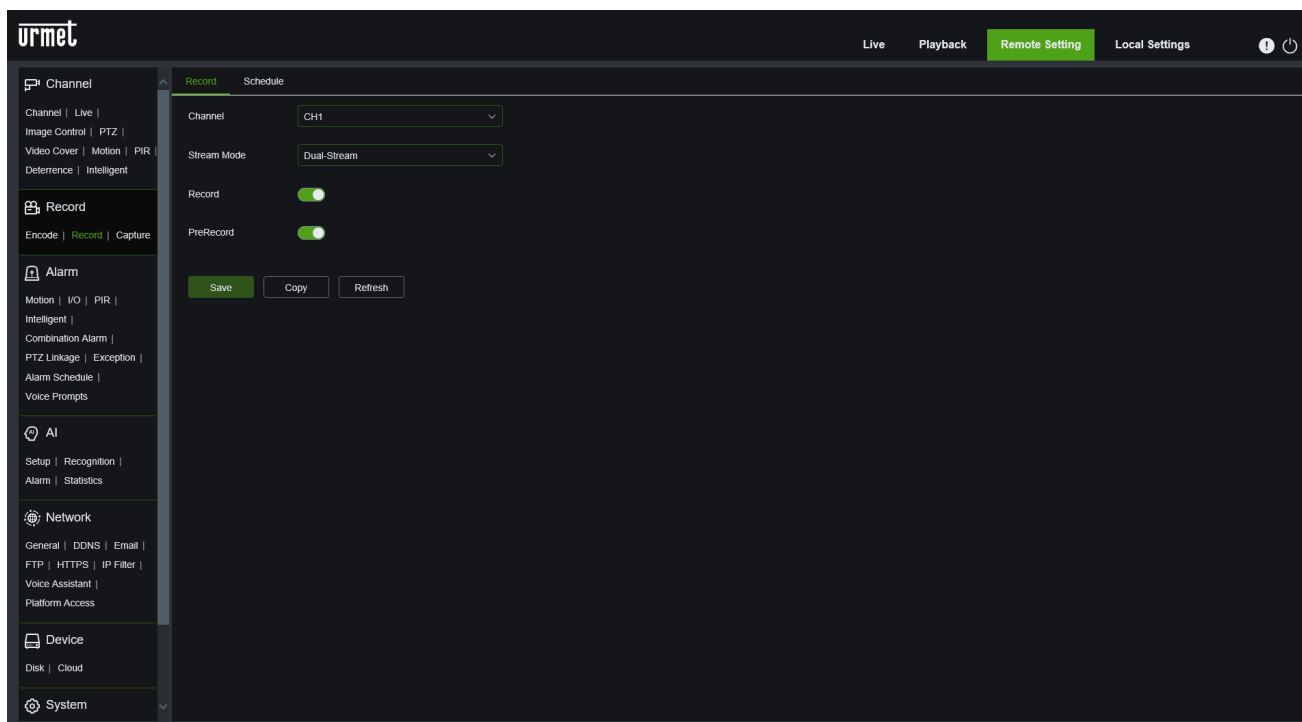 urmet
Live Playback Remote Setting Local Settings
Channel
Channel | Live |
Image Control | PTZ |
Video Cover | Motion | PIR |
Deterrence | Intelligent
Record
Encode | Record | Capture
Alarm
Motion | I/O | PIR |
Intelligent |
Combination Alarm |
PTZ Linkage | Exception |
Alarm Schedule |
Voice Prompts
AI
Setup | Recognition |
Alarm | Statistics
Network
General | DDNS | Email |
FTP | HTTPS | IP Filter |
Voice Assistant |
Platform Access
Device
Disk | Cloud
System
Record Schedule
Channel CH1
Stream Mode Dual-Stream
Record
PreRecord
Save Copy Refresh